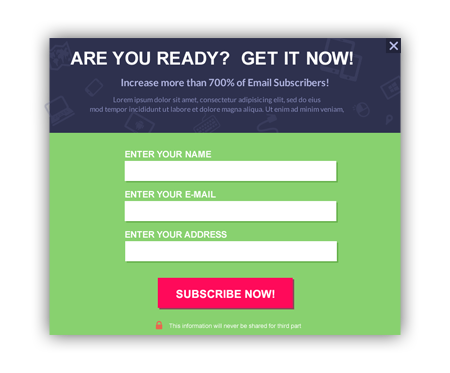 ARE YOU READY? GET IT NOW!
Increase more than 700% of Email Subscribers!
Lorem ipsum dolor sit amet, consectetur adipisicing elit, sed do eius
mod tempor incididunt ut labore et dolore magna aliqua. Ut enim ad minim veniam,
ENTER YOUR NAME
ENTER YOUR E-MAIL
ENTER YOUR ADDRESS
SUBSCRIBE NOW!
This information will never be shared for third part